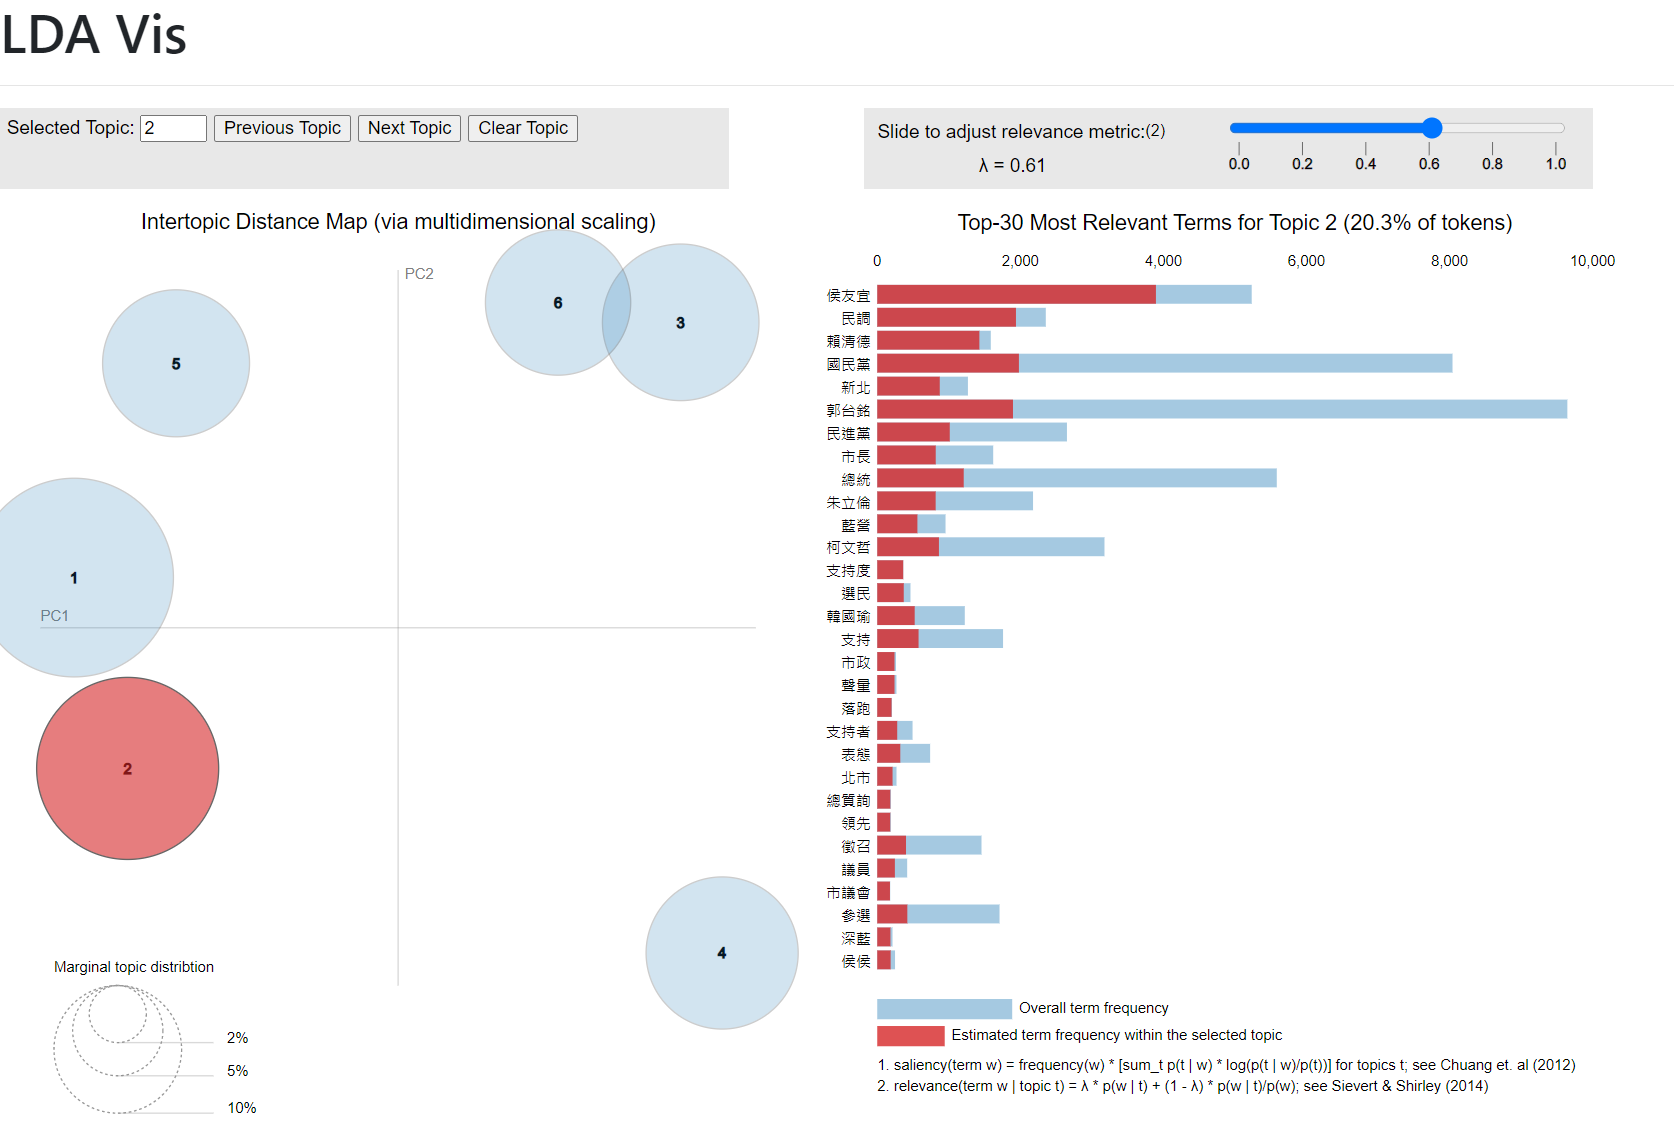 LDA Vis
Selected Topic: 2 Previous Topic Next Topic Clear Topic
Slide to adjust relevance metric:(2)
λ = 0.61
0.0 0.2 0.4 0.6 0.8 1.0
Intertopic Distance Map (via multidimensional scaling)
PC2
6
3
5
1
PC1
2
4
Marginal topic distribtion
2%
5%
10%
Top-30 Most Relevant Terms for Topic 2 (20.3% of tokens)
0 2,000 4,000 6,000 8,000 10,000
侯友宜
民調
賴清德
國民黨
新北
郭台銘
民進黨
市長
總統
朱立倫
藍營
柯文哲
支持度
選民
韓國瑜
支持
市政
聲量
落跑
支持者
表態
北市
總質詢
領先
徵召
議員
市議會
參選
深藍
侯侯
Overall term frequency
Estimated term frequency within the selected topic
1. saliency(term w) = frequency(w) * [sum_t p(t | w) * log(p(t | w)/p(t))] for topics t; see Chuang et. al (2012)
2. relevance(term w | topic t) = λ * p(w | t) + (1 - λ) * p(w | t)/p(w); see Sievert & Shirley (2014)